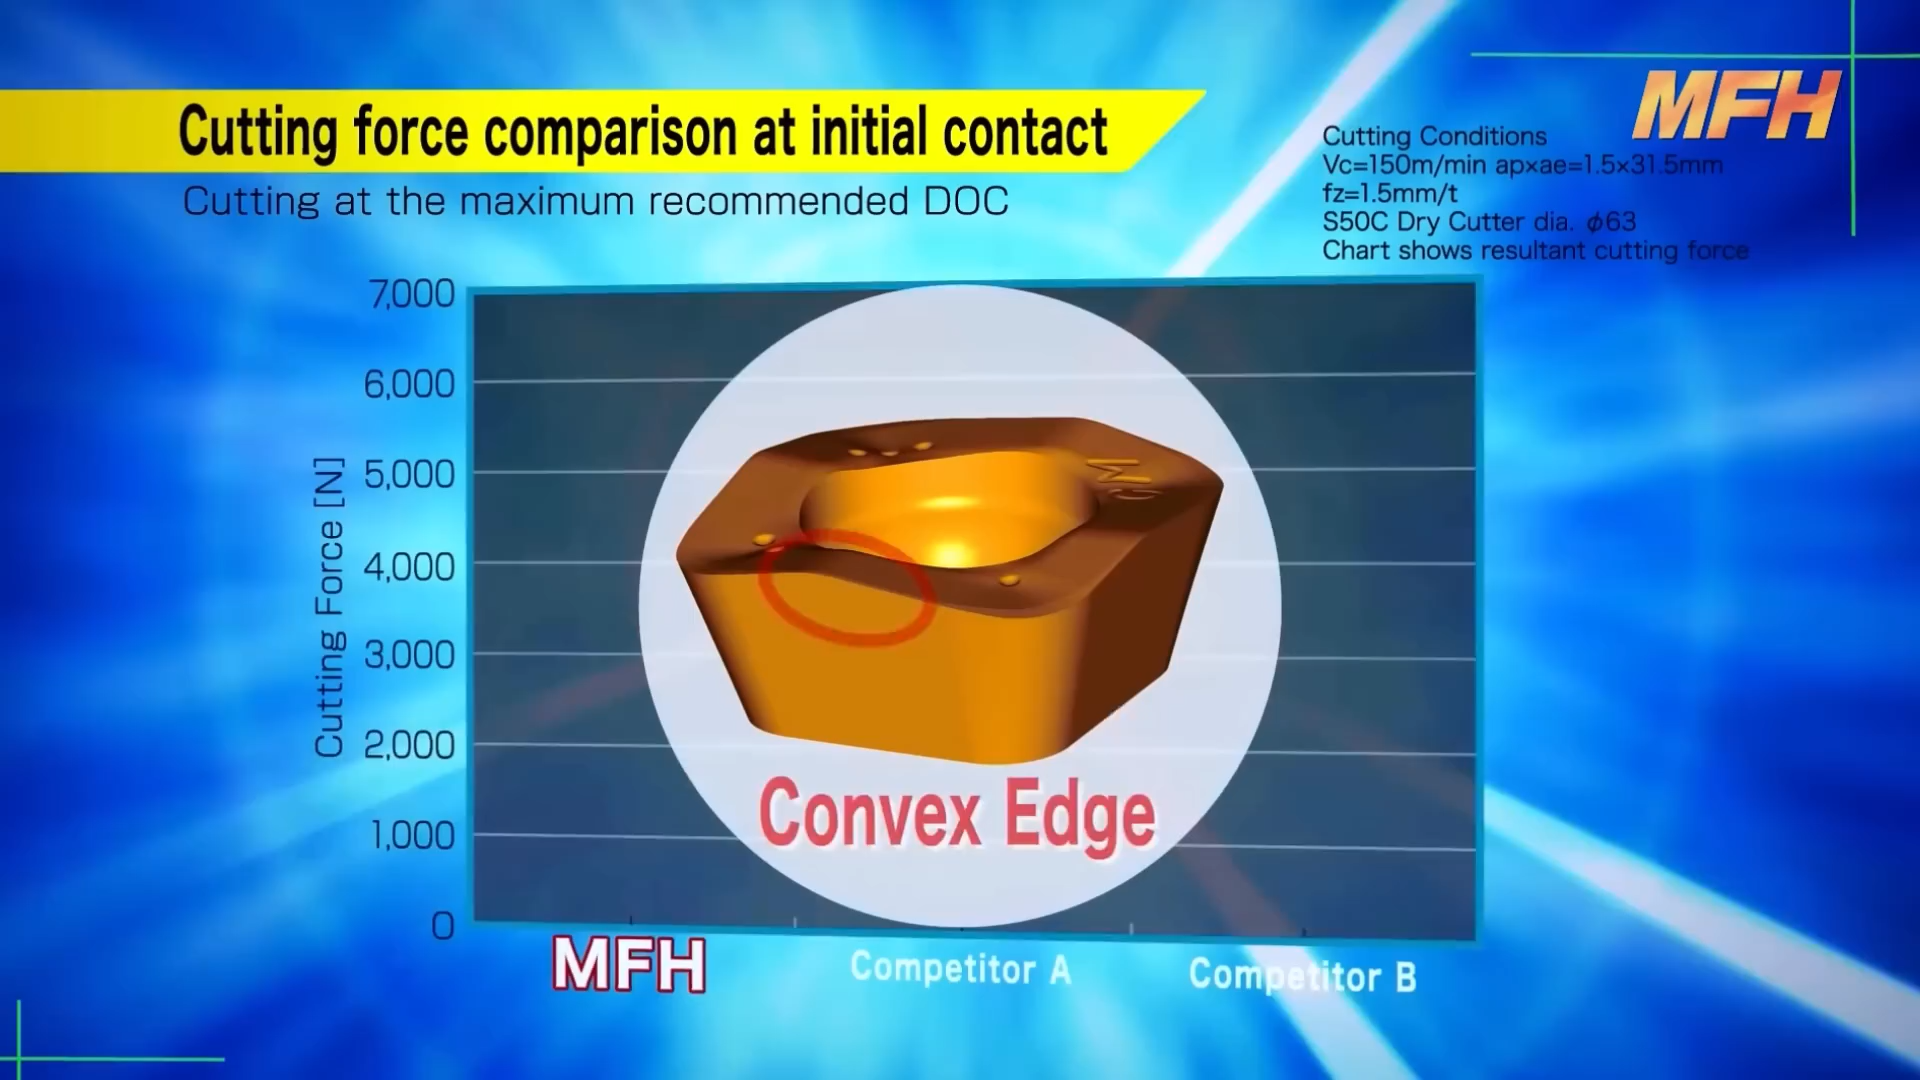 MFH
Cutting force comparison at initial contact
Cutting at the maximum recommended DOC
Cutting Conditions
Vc=150m/min ap×ae=1.5×31.5mm
fz=1.5mm/t
S50C Dry Cutter dia. φ63
Chart shows resultant cutting force
Cutting Force [N]
7,000
6,000
5,000
4,000
3,000
2,000
1,000
0
Convex Edge
MFH
Competitor A
Competitor B